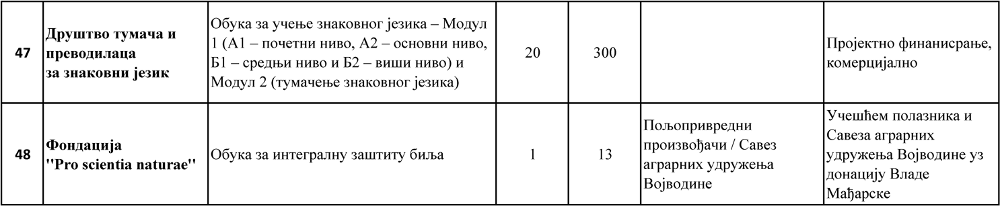 47
Друштво тумача и
преводилаца
за знаковни језик
Обука за учење знаковног језика – Модул
1 (А1 – почетни ниво, А2 – основни ниво,
Б1 – средњи ниво и Б2 – виши ниво) и
Модул 2 (тумачење знаковног језика)
20
300
Пројектно финанисрање,
комерцијално
48
Фондација
"Pro scientia naturae"
Обука за интегралну заштиту биља
1
13
Пољопривредни
произвођачи / Савез
аграрних удружења
Војводине
Учешћем полазника и
Савеза аграрних
удружења Војводине уз
донацију Владе
Мађарске